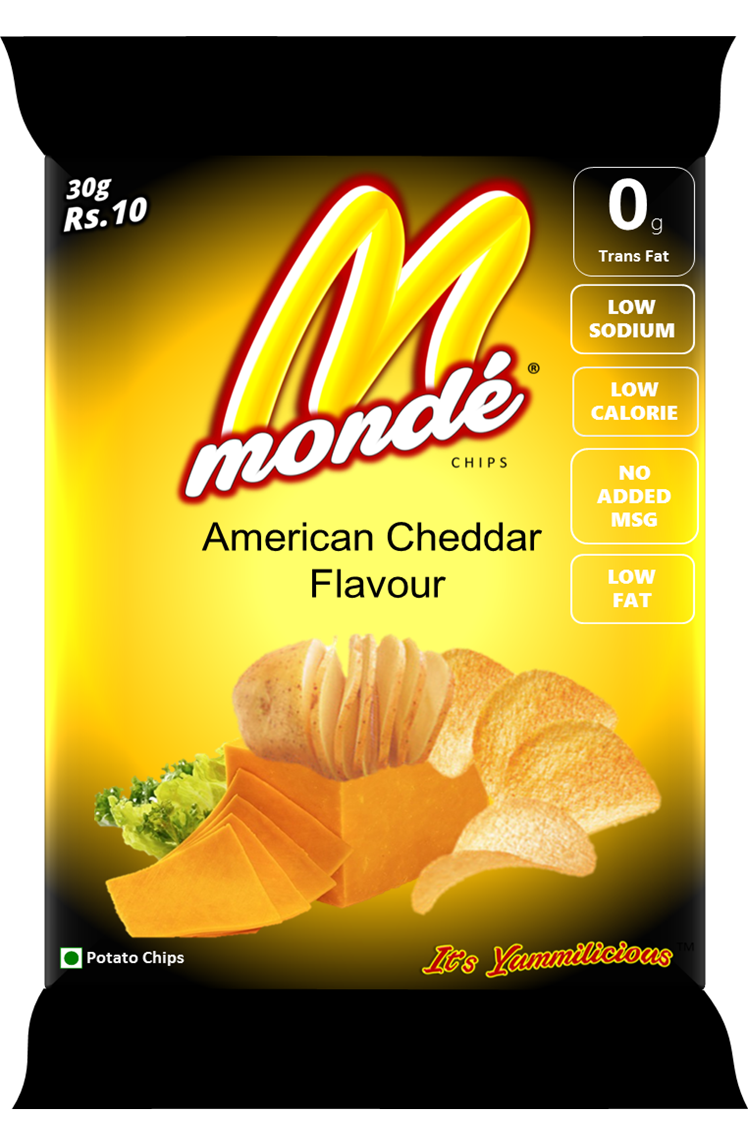 30g
Rs.10
M
mondé ®
CHIPS
American Cheddar
Flavour
0g
Trans Fat
LOW
SODIUM
LOW
CALORIE
NO
ADDED
MSG
LOW
FAT
Potato Chips
It's Yummilicious TM